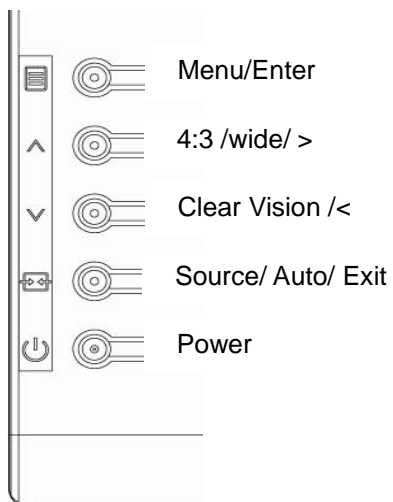 Menu/Enter
4:3 /wide/ >
Clear Vision /<
Source/ Auto/ Exit
Power